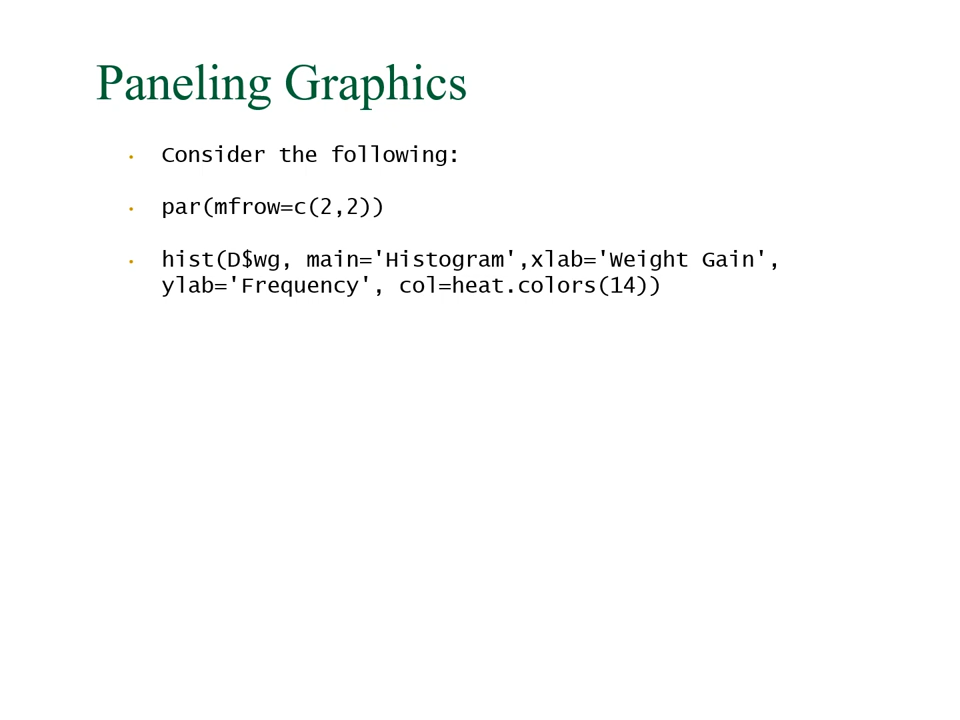 Paneling Graphics
• Consider the following:
• par(mfrow=c(2,2))
• hist(D$wg, main='Histogram',xlab='Weight Gain',
ylab='Frequency', col=heat.colors(14))